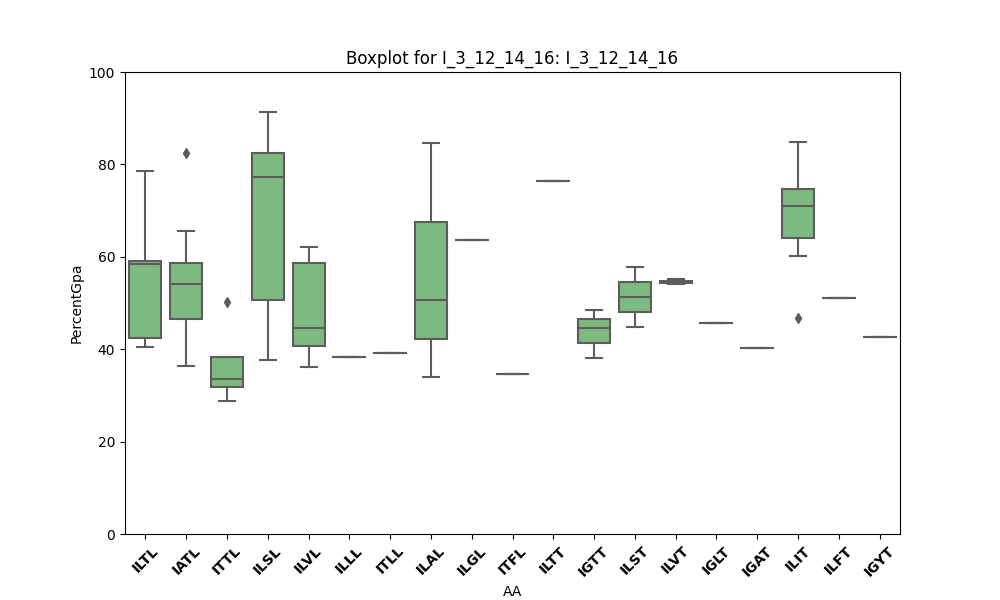 Boxplot for I_3_12_14_16: I_3_12_14_16
100
80
60
40
20
0
PercentGpa
ILTL IATL ITTL ILSL ILVL ILLL ITLL ILAL ILGL ITFL ILTT IGTT ILST ILVT IGLT IGAT ILIT ILFT IGYT
AA